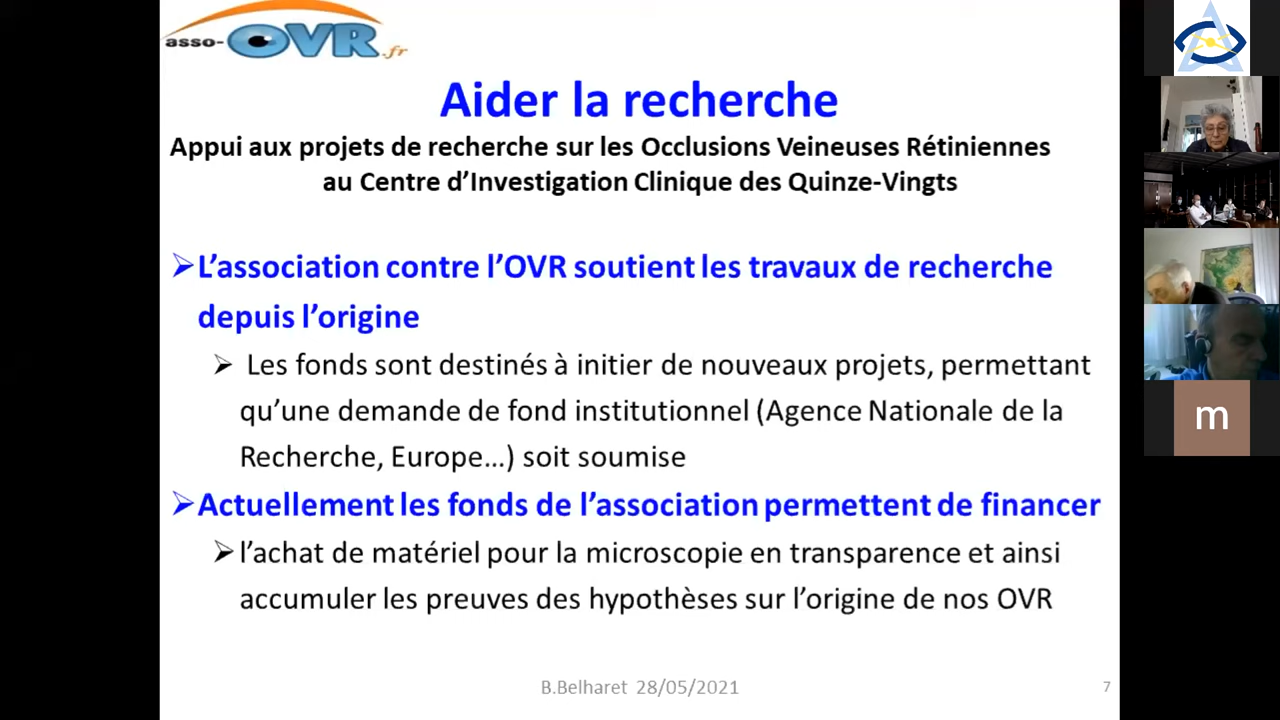 asso-OVR.fr
Aider la recherche
Appui aux projets de recherche sur les Occlusions Veineuses Rétiniennes
au Centre d’Investigation Clinique des Quinze-Vingts
➢L’association contre l’OVR soutient les travaux de recherche
depuis l’origine
➢ Les fonds sont destinés à initier de nouveaux projets, permettant
qu’une demande de fond institutionnel (Agence Nationale de la
Recherche, Europe…) soit soumise
➢Actuellement les fonds de l’association permettent de financer
➢l’achat de matériel pour la microscopie en transparence et ainsi
accumuler les preuves des hypothèses sur l’origine de nos OVR
B.Belharet 28/05/2021
7
m